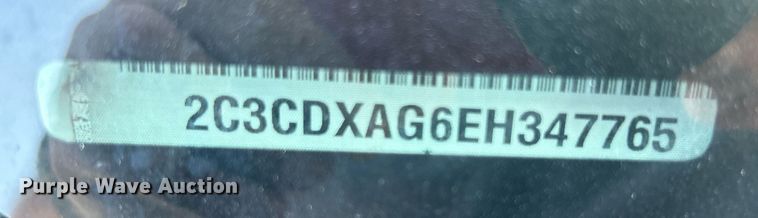 2C3CDXAG6EH347765
Purple Wave Auction